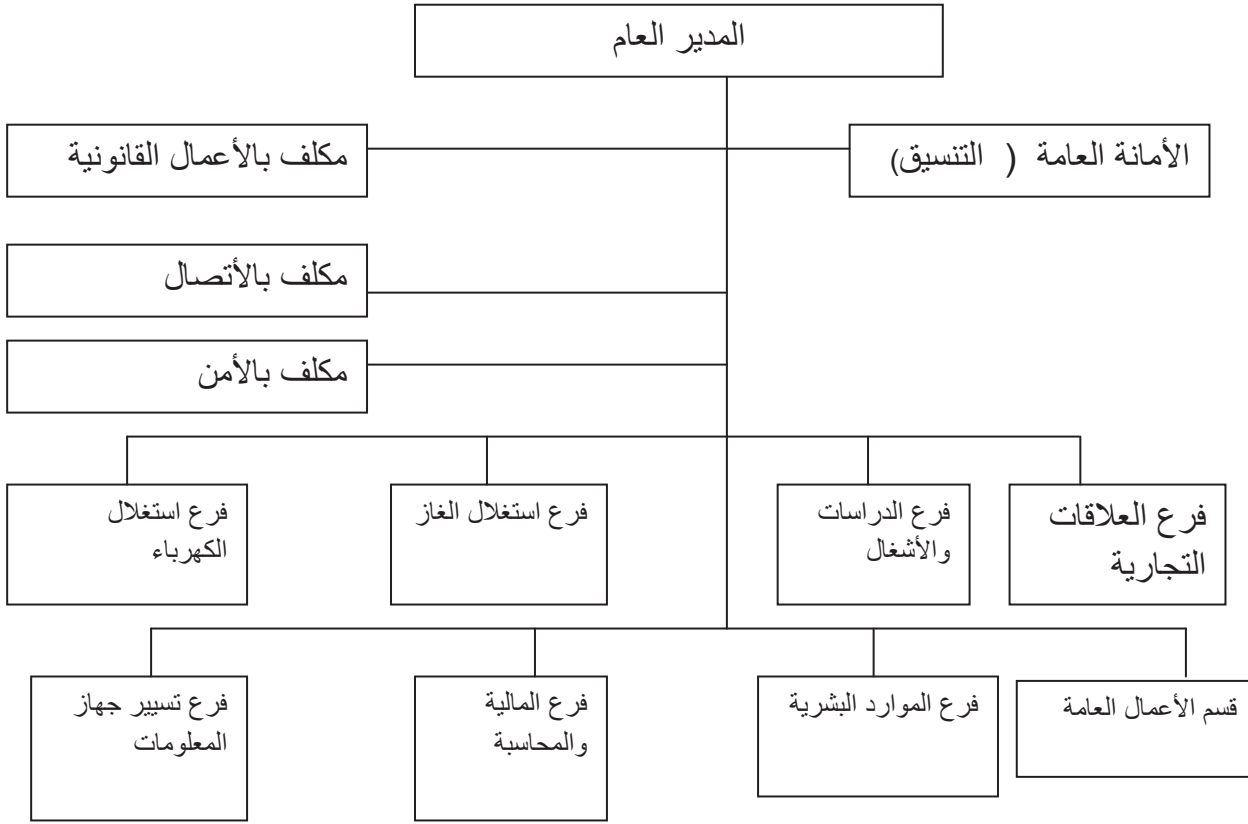 المدير العام
الأمانة العامة ( التنسيق)
مكلف بالأعمال القانونية
مكلف بالأتصال
مكلف بالأمن
فرع العلاقات
التجارية
فرع الدراسات
والأشغال
فرع استغلال الغاز
فرع استغلال
الكهرباء
قسم الأعمال العامة
فرع الموارد البشرية
فرع المالية
والمحاسبة
فرع تسيير جهاز
المعلومات